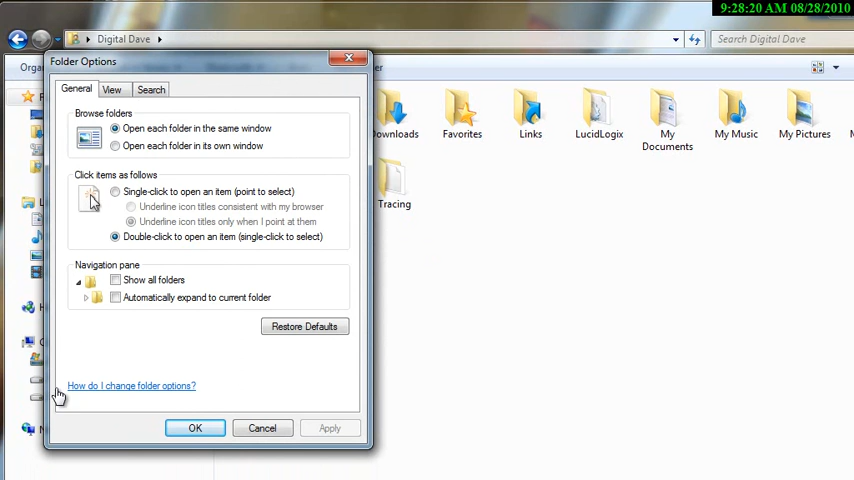 9:28:20 AM 08/28/2010
Digital Dave
Search Digital Dave
Folder Options
General
View
Search
Browse folders
Open each folder in the same window
Open each folder in its own window
Click items as follows
Single-click to open an item (point to select)
Underline icon titles consistent with my browser
Underline icon titles only when I point at them
Double-click to open an item (single-click to select)
Navigation pane
Show all folders
Automatically expand to current folder
Restore Defaults
How do I change folder options?
OK
Cancel
Apply
Downloads
Favorites
Links
LucidLogix
My Documents
My Music
My Pictures
Tracing